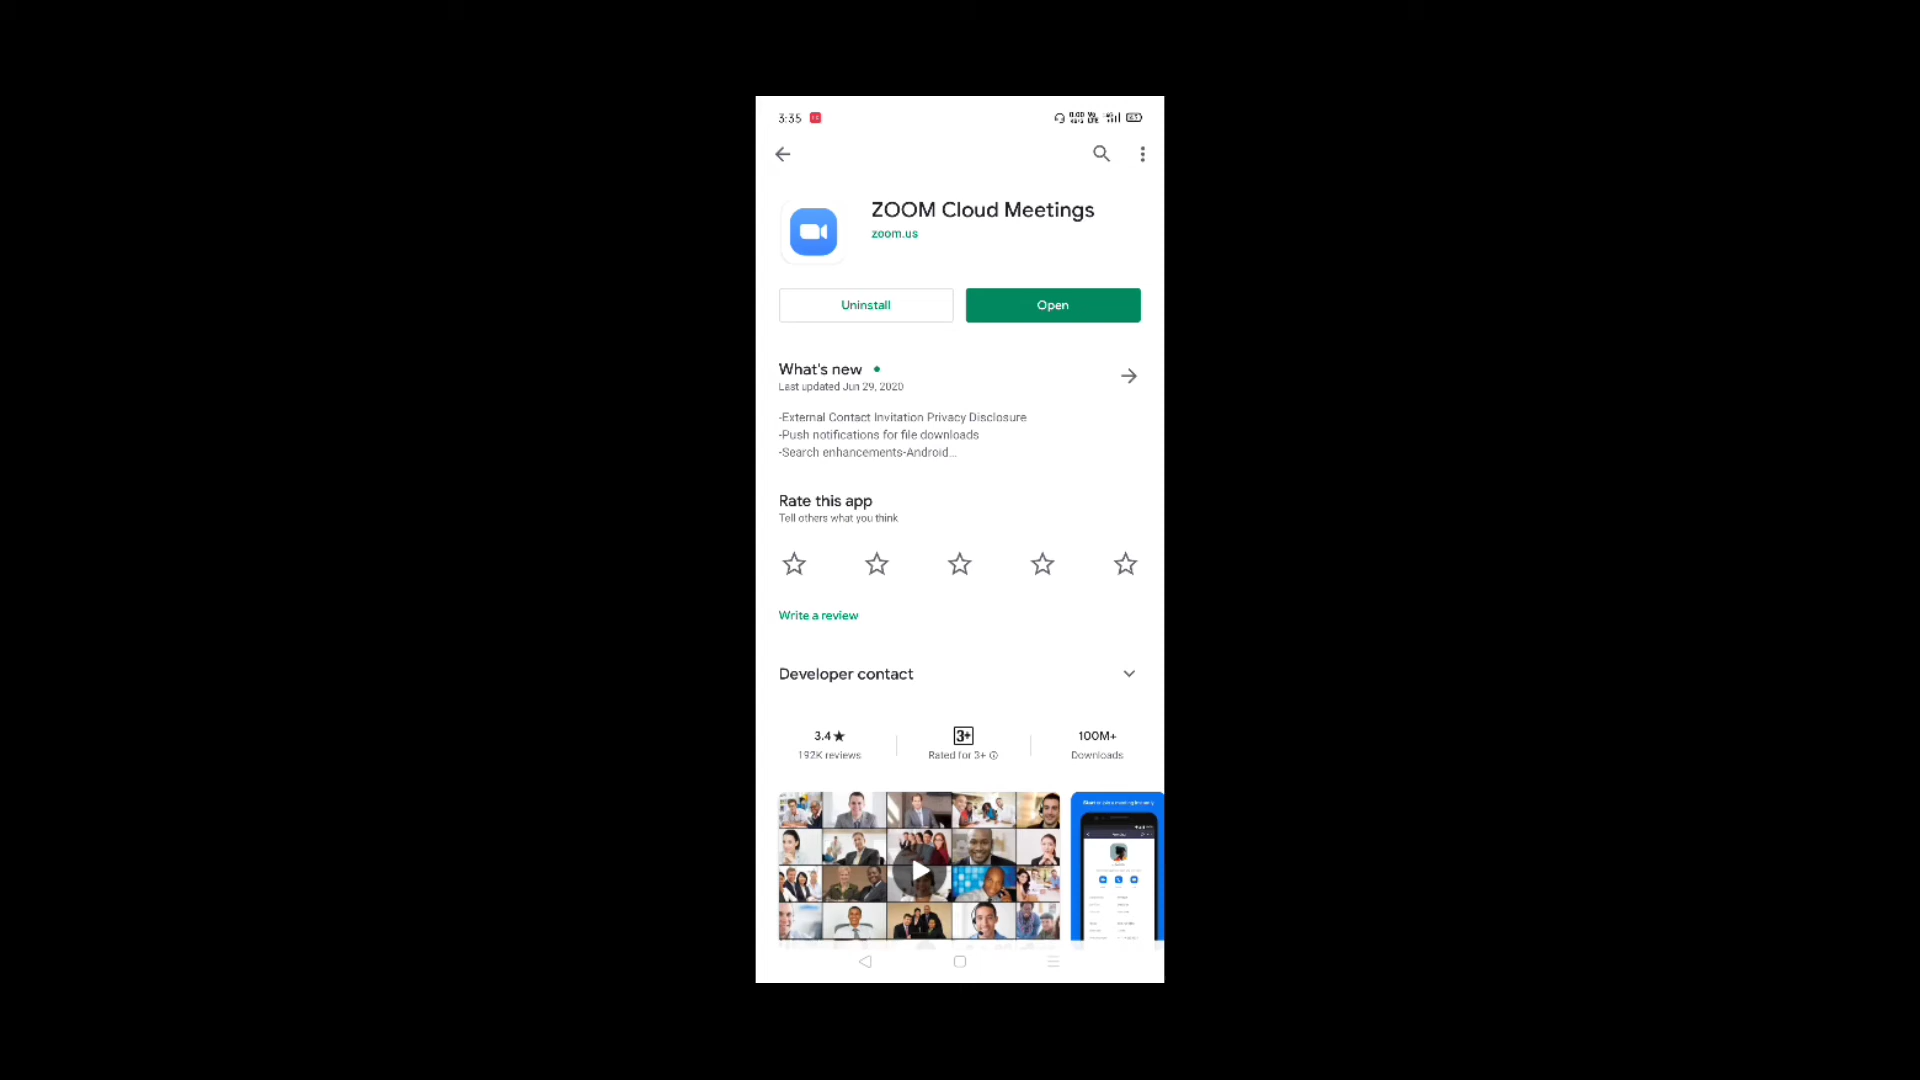 3:35
ZOOM Cloud Meetings
zoom.us
Uninstall
Open
What's new
Last updated Jun 29, 2020
-External Contact Invitation Privacy Disclosure
-Push notifications for file downloads
-Search enhancements-Android...
Rate this app
Tell others what you think
Write a review
Developer contact
3.4★
192K reviews
3+
Rated for 3+
100M+
Downloads